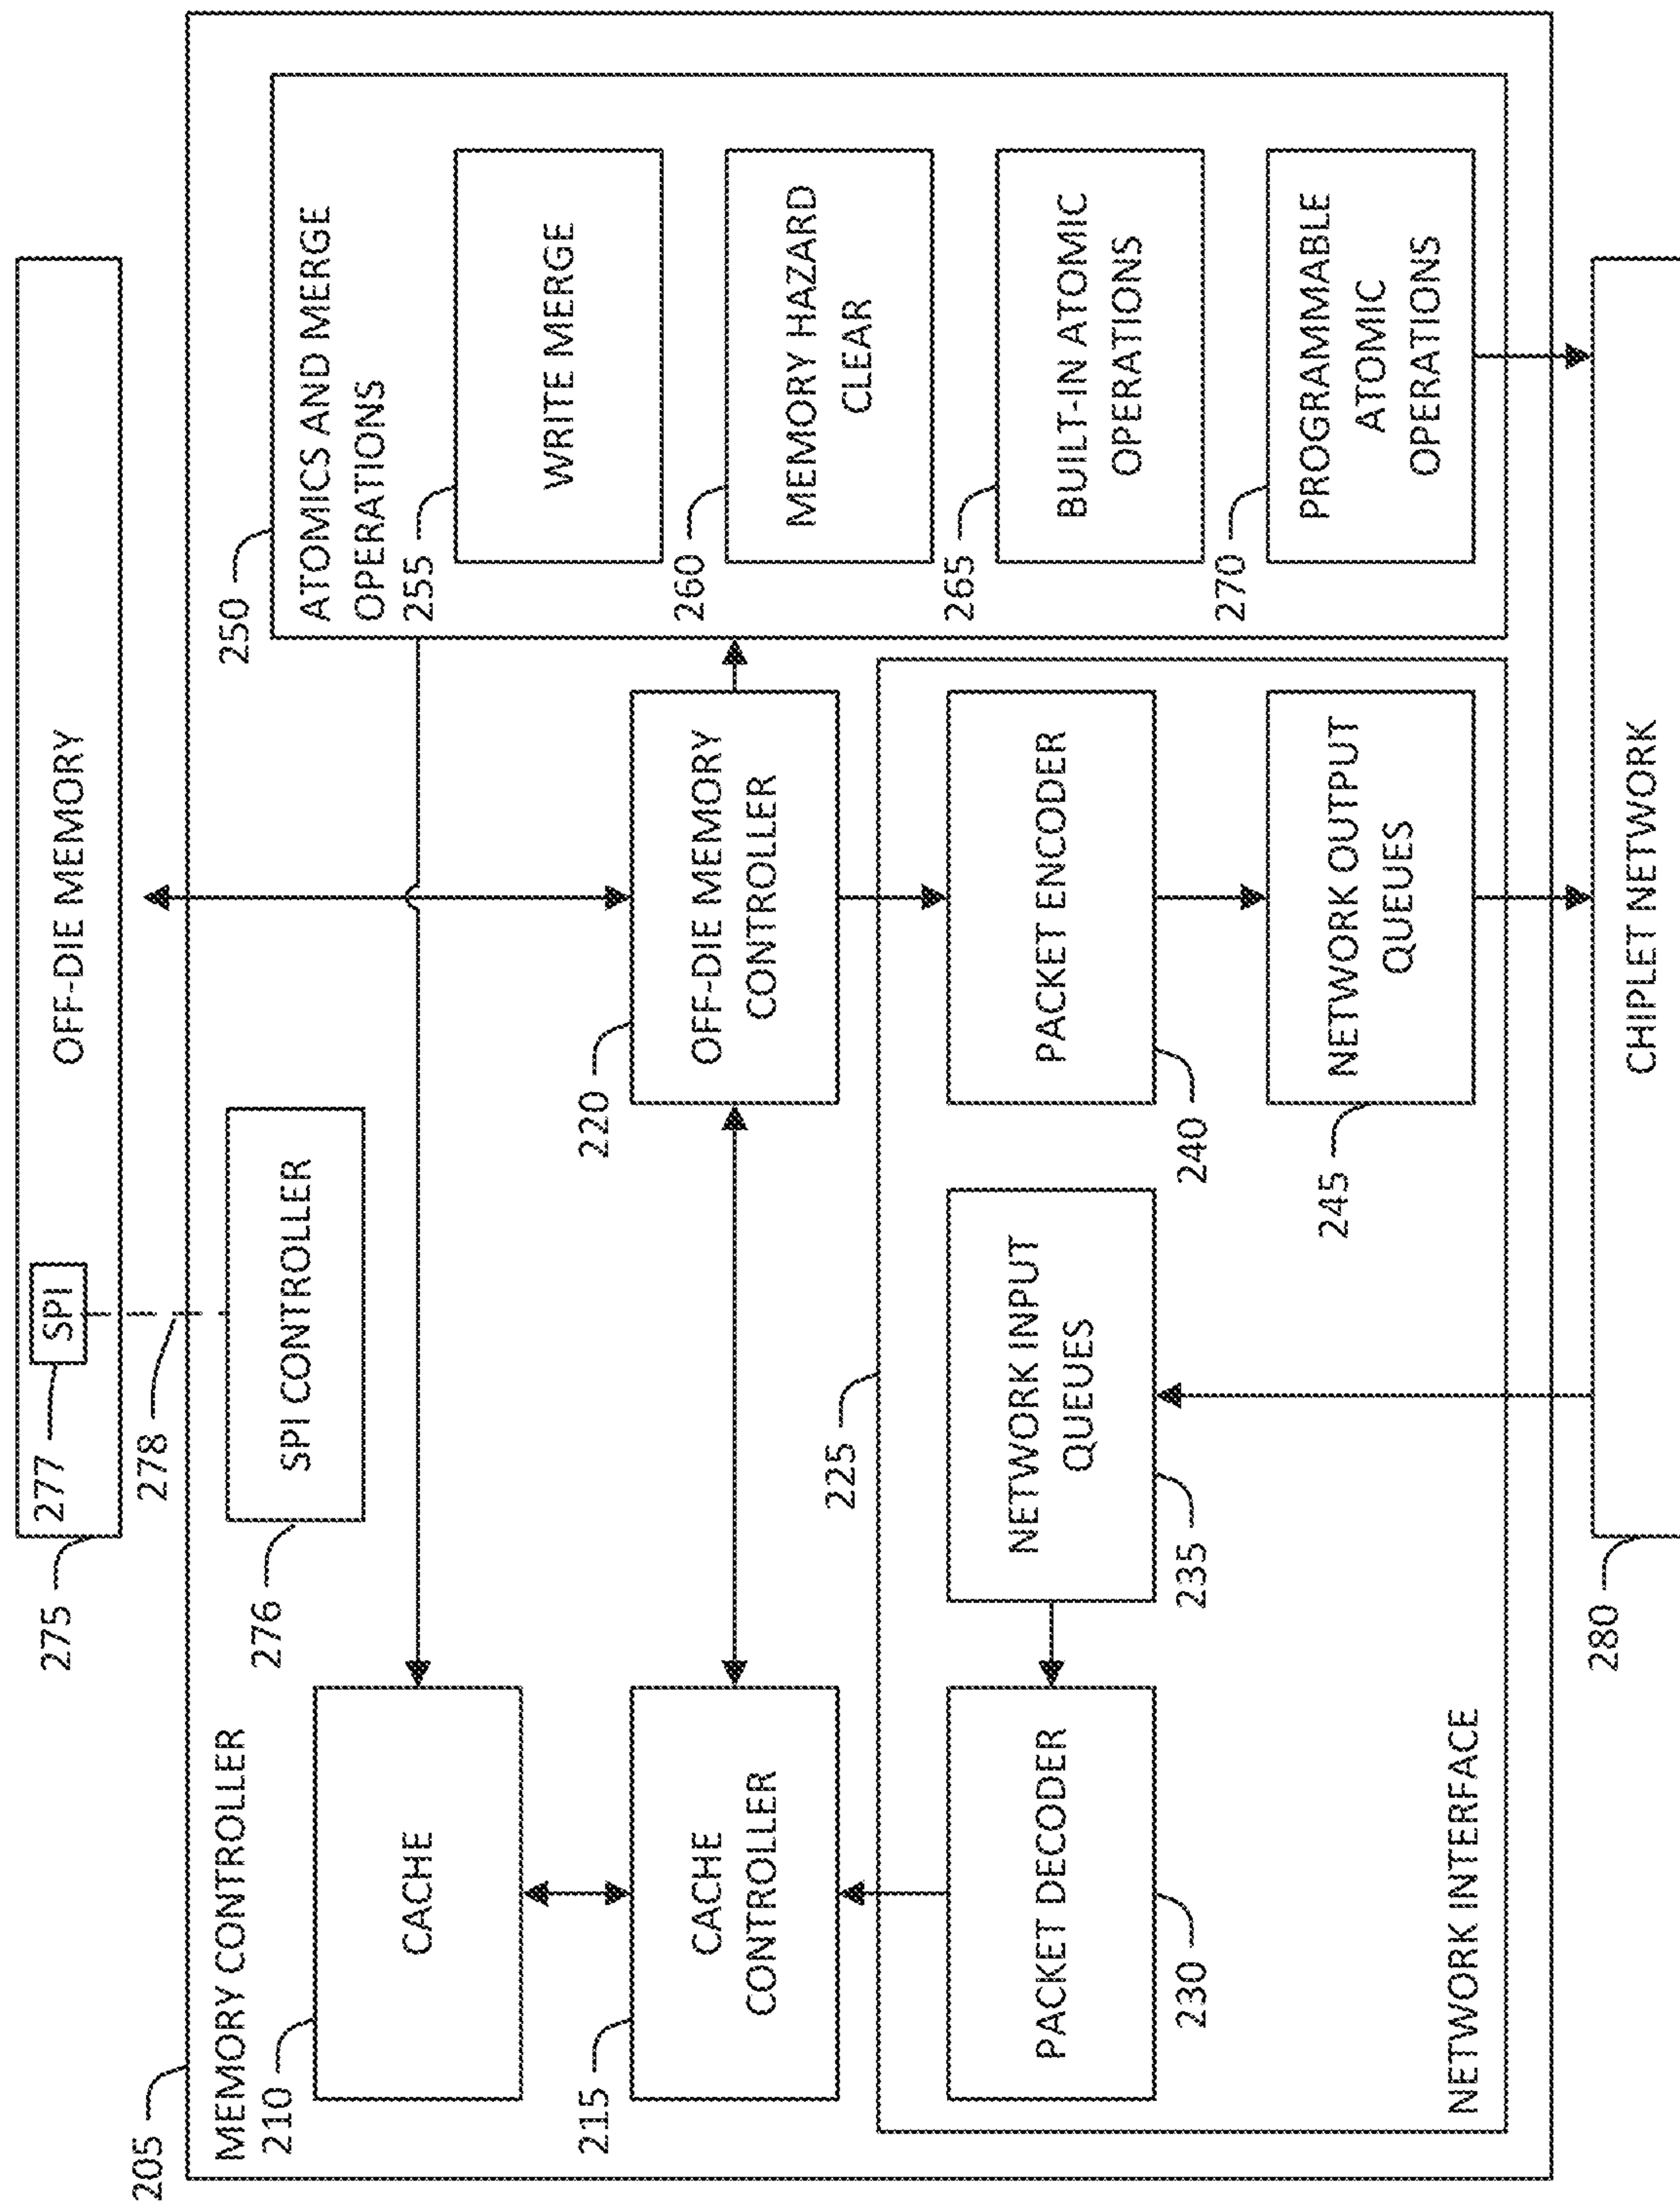 275
277
SPI
OFF-DIE MEMORY
278
205
MEMORY CONTROLLER
276
SPI CONTROLLER
250
ATOMICS AND MERGE
OPERATIONS
210
CACHE
255
WRITE MERGE
215
CACHE
CONTROLLER
220
OFF-DIE MEMORY
CONTROLLER
260
MEMORY HAZARD
CLEAR
225
PACKET DECODER
230
NETWORK INPUT
QUEUES
235
PACKET ENCODER
240
265
BUILT-IN ATOMIC
OPERATIONS
245
NETWORK OUTPUT
QUEUES
270
PROGRAMMABLE
ATOMIC
OPERATIONS
NETWORK INTERFACE
280
CHIPLET NETWORK